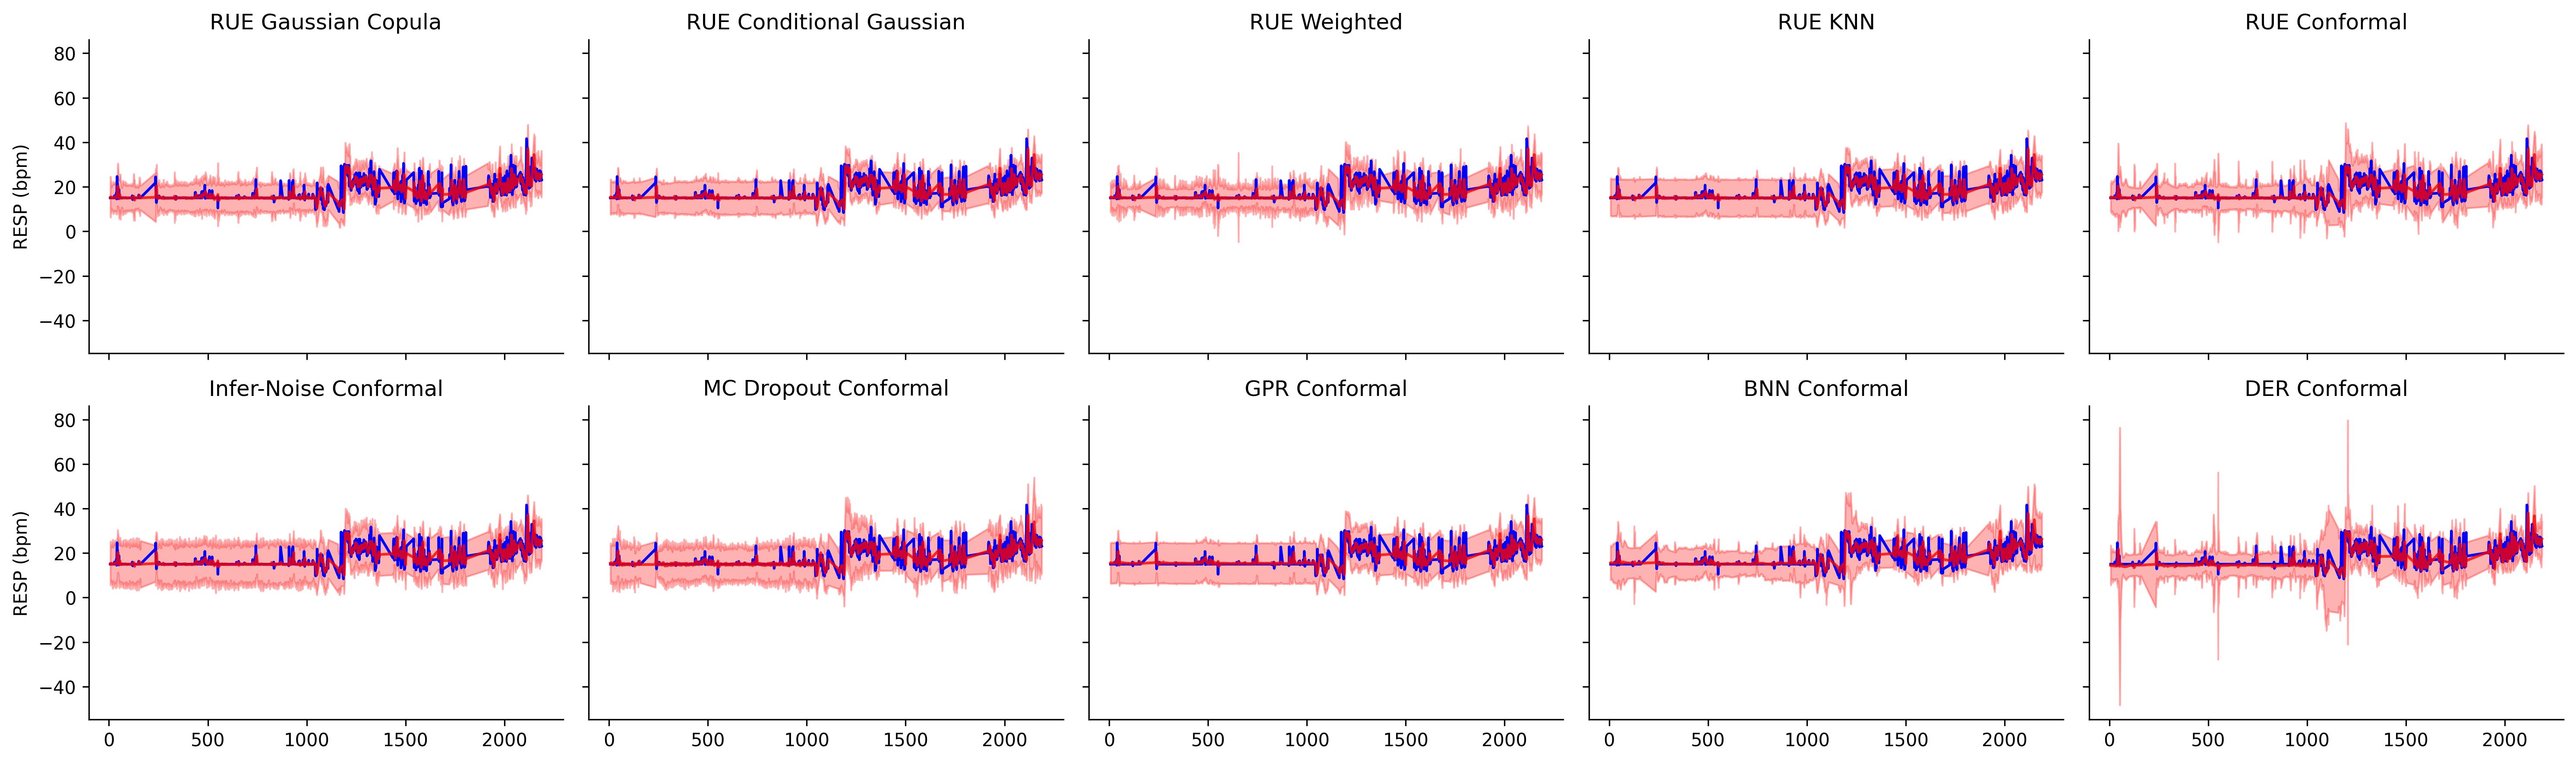 RUE Gaussian Copula
RUE Conditional Gaussian
RUE Weighted
RUE KNN
RUE Conformal
80
60
40
20
0
−20
−40
RESP (bpm)
Infer-Noise Conformal
MC Dropout Conformal
GPR Conformal
BNN Conformal
DER Conformal
80
60
40
20
0
−20
−40
RESP (bpm)
0 500 1000 1500 2000
0 500 1000 1500 2000
0 500 1000 1500 2000
0 500 1000 1500 2000
0 500 1000 1500 2000